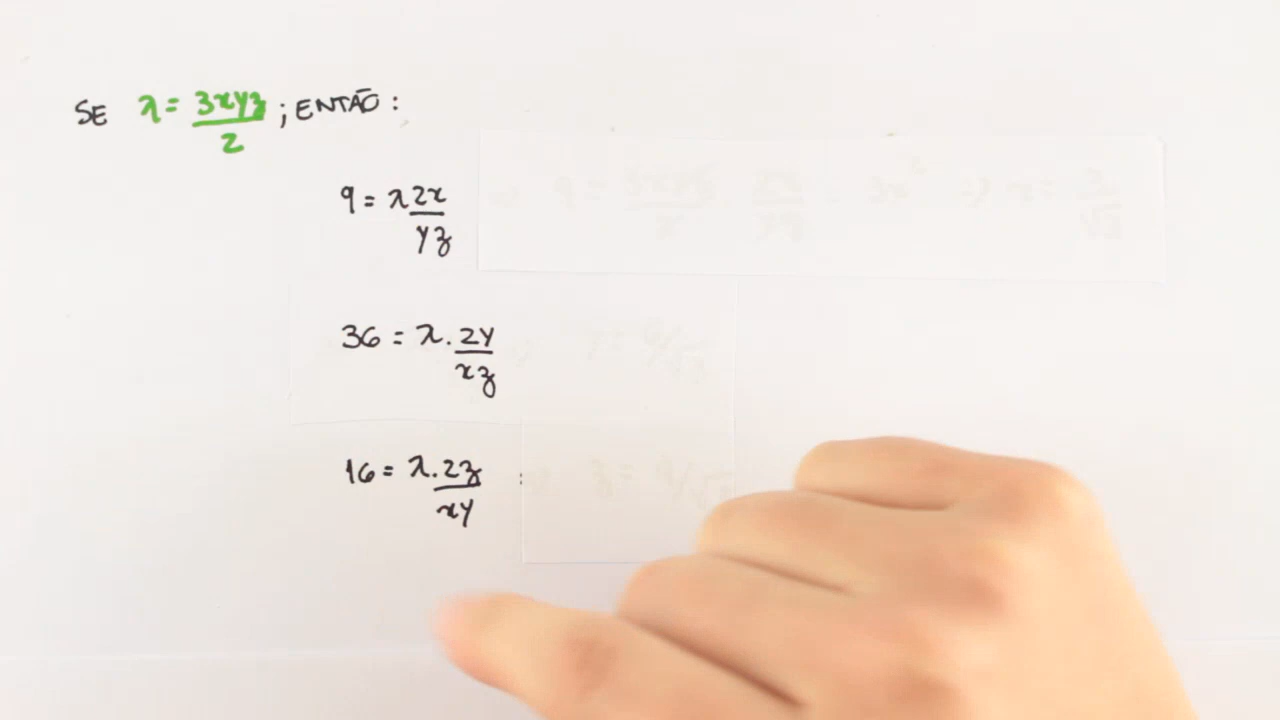 SE λ = 3xyz/2 ; ENTÃO :
9 = λ 2x/yz
36 = λ . 2y/xz
16 = λ . 2z/xy